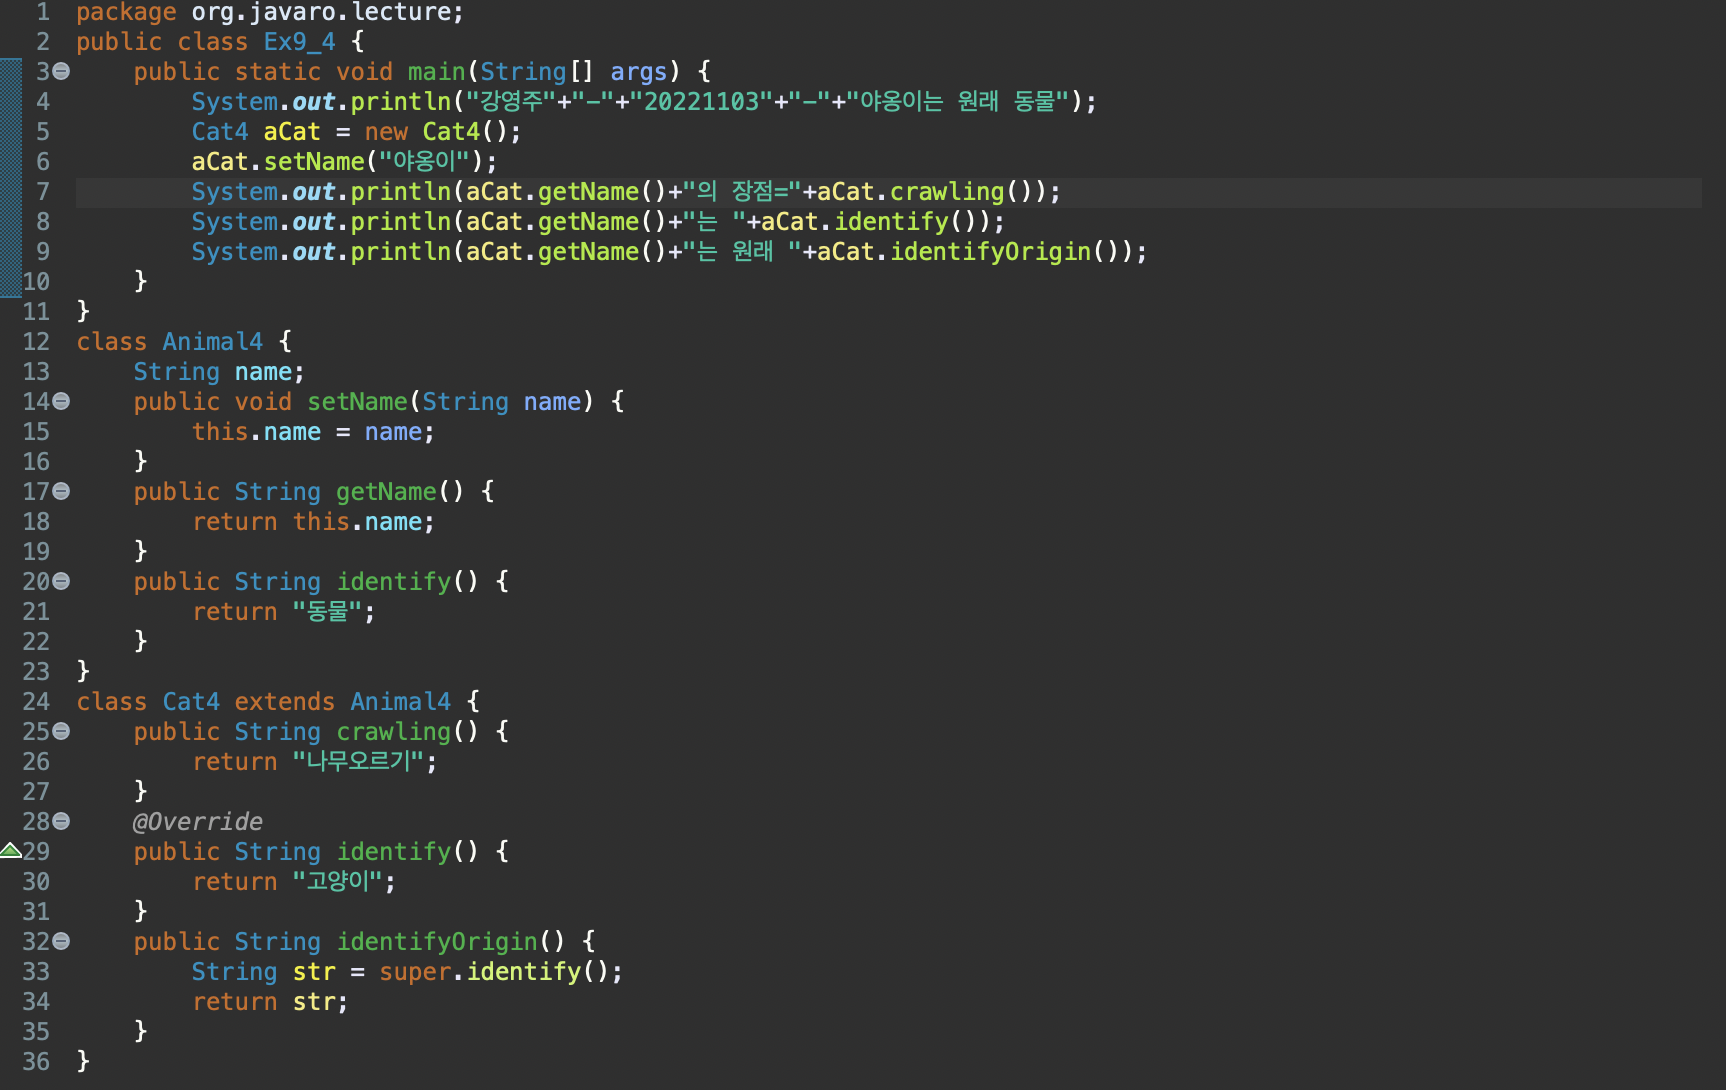 1 package org.javaro.lecture;
2 public class Ex9_4 {
3 public static void main(String[] args) {
4 System.out.println("강영주"+"-"+"20221103"+"-"+"야옹이는 원래 동물");
5 Cat4 aCat = new Cat4();
6 aCat.setName("야옹이");
7 System.out.println(aCat.getName()+"의 장점="+aCat.crawling());
8 System.out.println(aCat.getName()+"는 "+aCat.identify());
9 System.out.println(aCat.getName()+"는 원래 "+aCat.identifyOrigin());
10 }
11 }
12 class Animal4 {
13 String name;
14 public void setName(String name) {
15 this.name = name;
16 }
17 public String getName() {
18 return this.name;
19 }
20 public String identify() {
21 return "동물";
22 }
23 }
24 class Cat4 extends Animal4 {
25 public String crawling() {
26 return "나무오르기";
27 }
28 @Override
29 public String identify() {
30 return "고양이";
31 }
32 public String identifyOrigin() {
33 String str = super.identify();
34 return str;
35 }
36 }